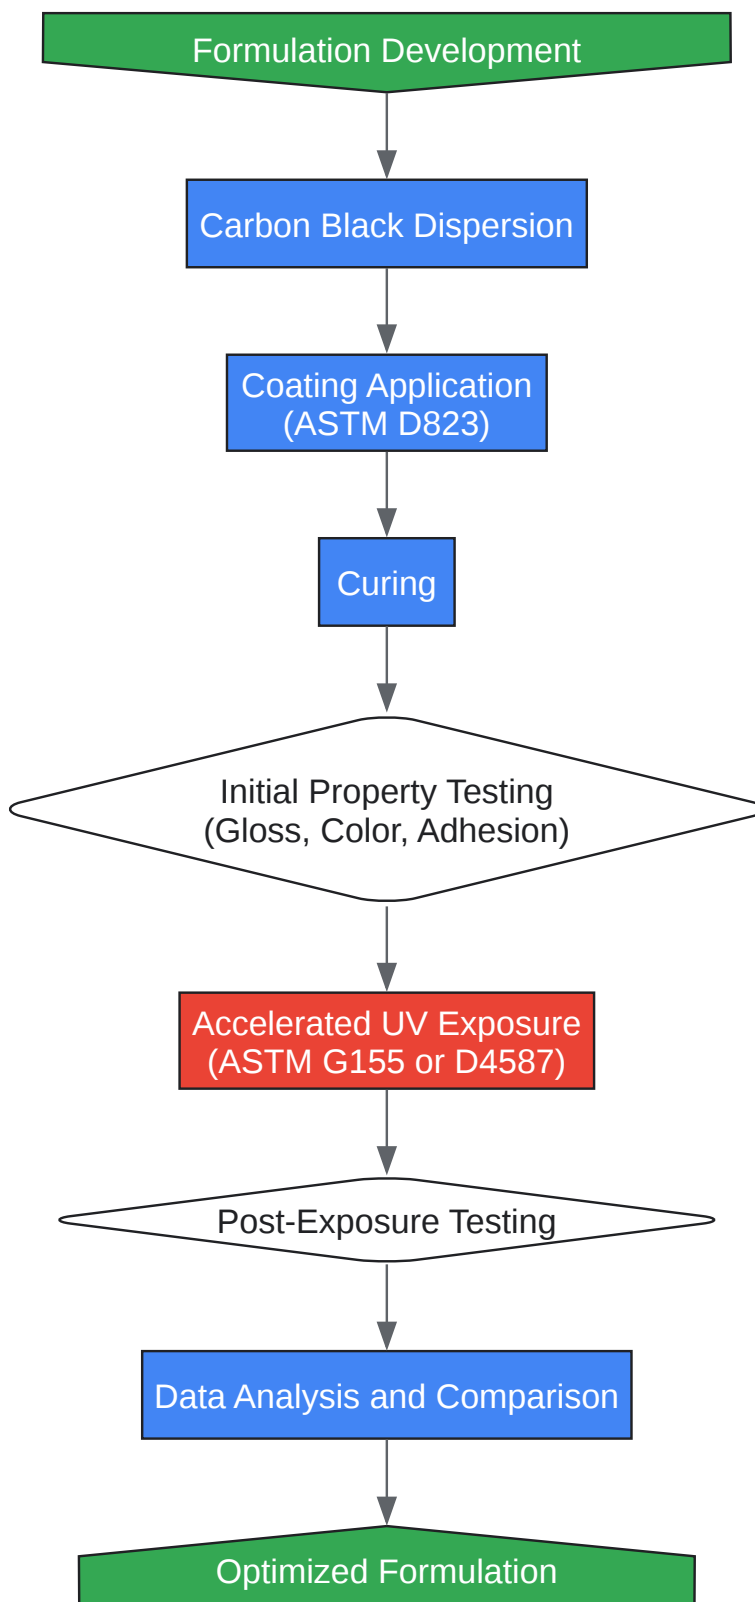 Formulation Development
Carbon Black Dispersion
Coating Application
(ASTM D823)
Curing
Initial Property Testing
(Gloss, Color, Adhesion)
Accelerated UV Exposure
(ASTM G155 or D4587)
Post-Exposure Testing
Data Analysis and Comparison
Optimized Formulation